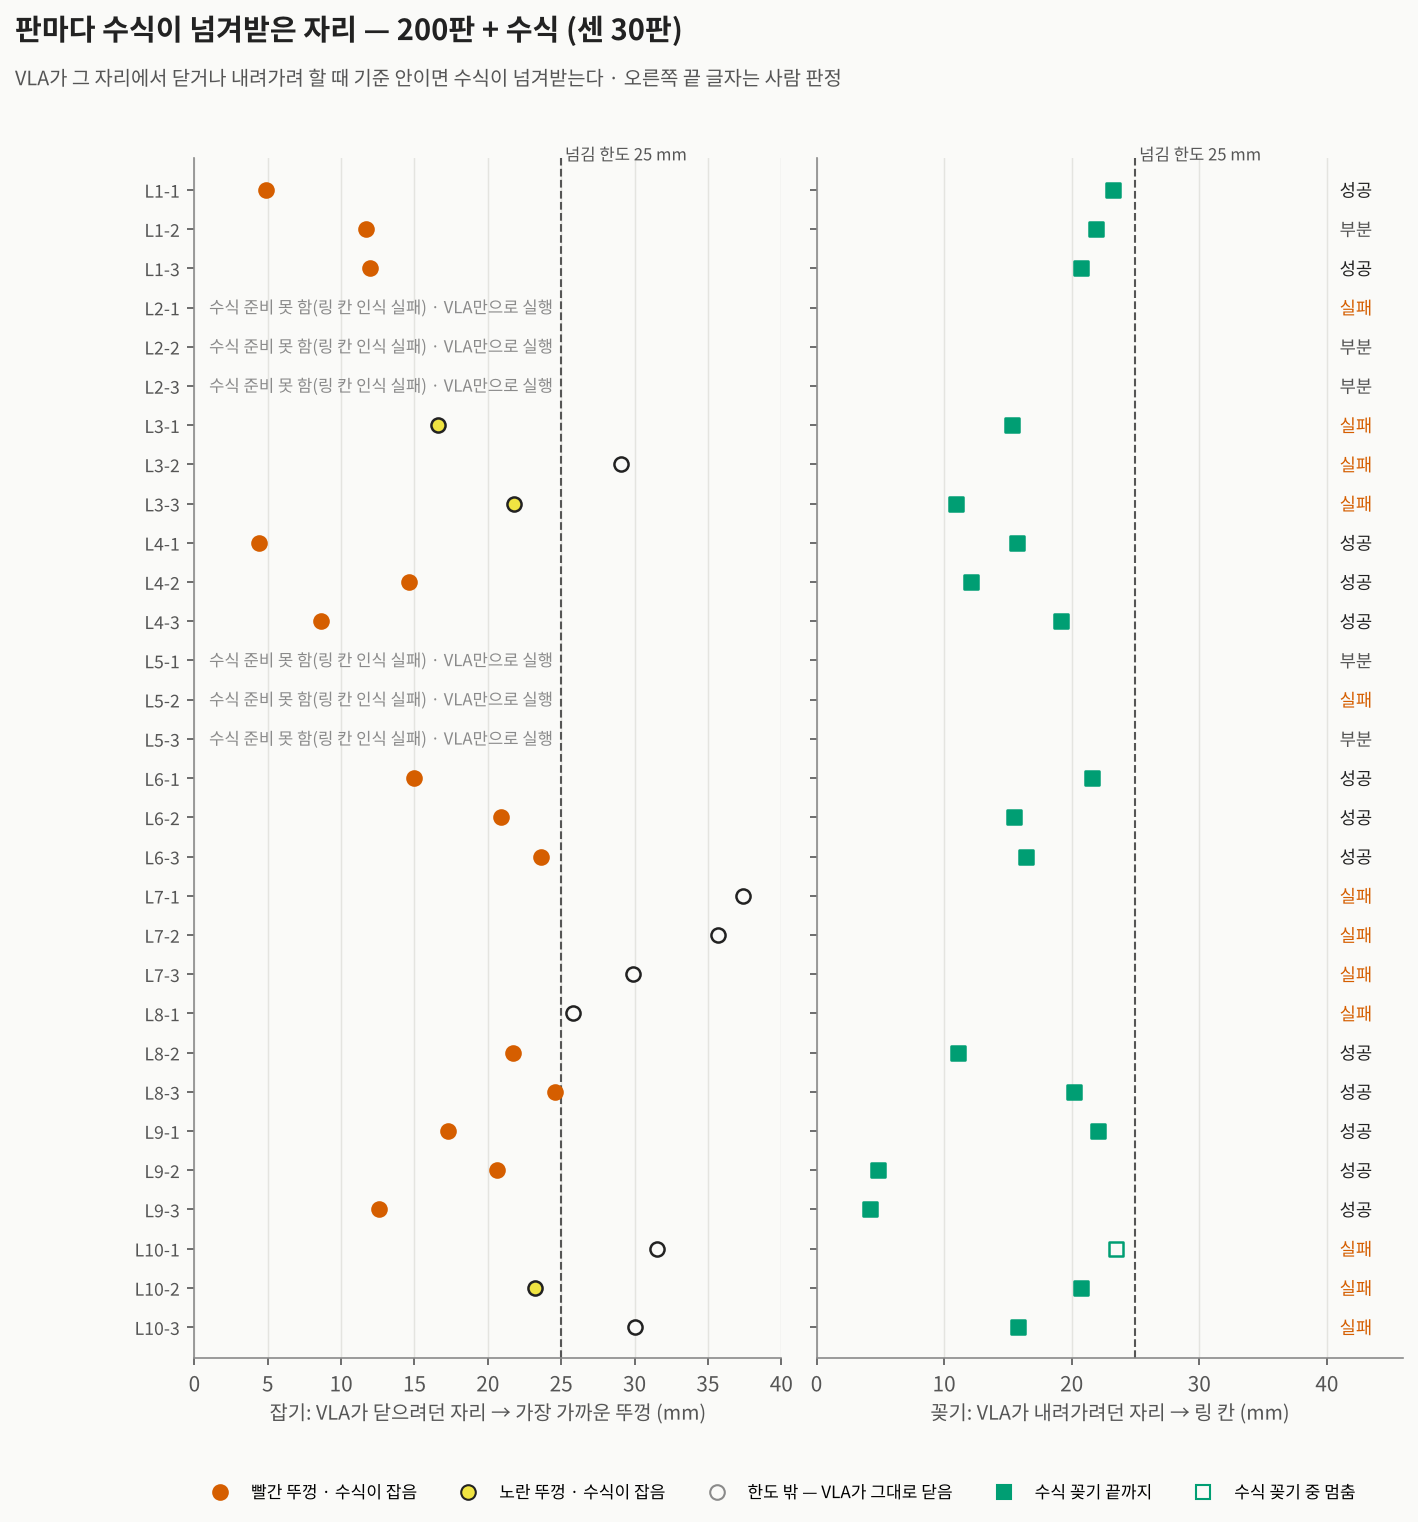 판마다 수식이 넘겨받은 자리 — 200판 + 수식 (센 30판)
VLA가 그 자리에서 닫거나 내려가려 할 때 기준 안이면 수식이 넘겨받는다 · 오른쪽 끝 글자는 사람 판정
넘김 한도 25 mm 넘김 한도 25 mm
L1-1 성공
L1-2 부분
L1-3 성공
L2-1 수식 준비 못 함(링 칸 인식 실패) · VLA만으로 실행 실패
L2-2 수식 준비 못 함(링 칸 인식 실패) · VLA만으로 실행 부분
L2-3 수식 준비 못 함(링 칸 인식 실패) · VLA만으로 실행 부분
L3-1 실패
L3-2 실패
L3-3 실패
L4-1 성공
L4-2 성공
L4-3 성공
L5-1 수식 준비 못 함(링 칸 인식 실패) · VLA만으로 실행 부분
L5-2 수식 준비 못 함(링 칸 인식 실패) · VLA만으로 실행 실패
L5-3 수식 준비 못 함(링 칸 인식 실패) · VLA만으로 실행 부분
L6-1 성공
L6-2 성공
L6-3 성공
L7-1 실패
L7-2 실패
L7-3 실패
L8-1 실패
L8-2 성공
L8-3 성공
L9-1 성공
L9-2 성공
L9-3 성공
L10-1 실패
L10-2 실패
L10-3 실패
0 5 10 15 20 25 30 35 40 0 10 20 30 40
잡기: VLA가 닫으려던 자리 → 가장 가까운 뚜껑 (mm) 꽂기: VLA가 내려가려던 자리 → 링 칸 (mm)
빨간 뚜껑 · 수식이 잡음 노란 뚜껑 · 수식이 잡음 한도 밖 — VLA가 그대로 닫음 수식 꽂기 끝까지 수식 꽂기 중 멈춤